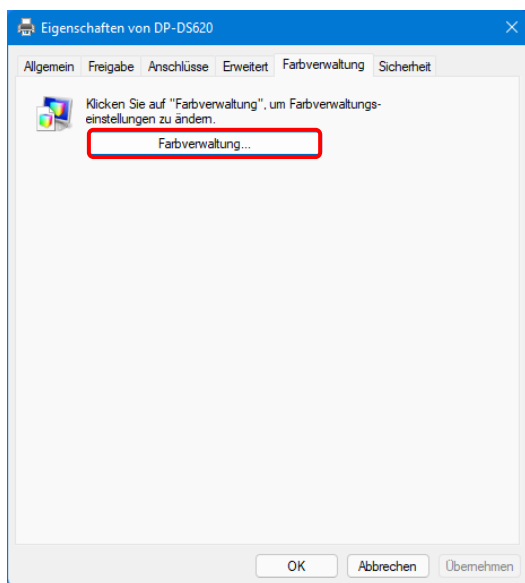 Eigenschaften von DP-DS620
Allgemein Freigabe Anschlüsse Erweitert Farbverwaltung Sicherheit
Klicken Sie auf "Farbverwaltung", um Farbverwaltungs-
einstellungen zu ändern.
Farbverwaltung...
OK Abbrechen Übernehmen